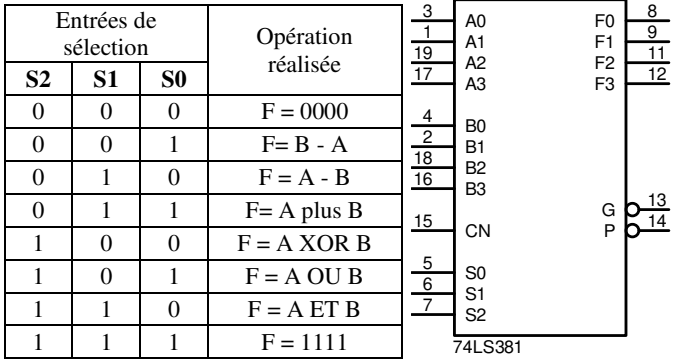 Entrées de sélection Opération réalisée
S2 S1 S0
0 0 0 F = 0000
0 0 1 F= B - A
0 1 0 F = A - B
0 1 1 F= A plus B
1 0 0 F = A XOR B
1 0 1 F = A OU B
1 1 0 F = A ET B
1 1 1 F = 1111
3 A0 F0 8
1 A1 F1 9
19 A2 F2 11
17 A3 F3 12
4 B0
2 B1
18 B2
16 B3
G 13
15 CN P 14
5 S0
6 S1
7 S2
74LS381